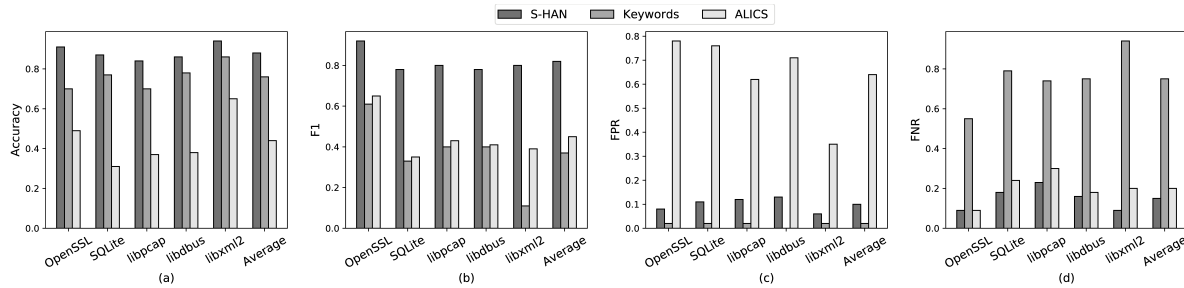 S-HAN Keywords ALICS
Accuracy
0.8
0.6
0.4
0.2
0.0
OpenSSL SQLite libpcap libdbus libxml2 Average
(a)
F1
0.8
0.6
0.4
0.2
0.0
OpenSSL SQLite libpcap libdbus libxml2 Average
(b)
FPR
0.8
0.7
0.6
0.5
0.4
0.3
0.2
0.1
0.0
OpenSSL SQLite libpcap libdbus libxml2 Average
(c)
FNR
0.8
0.6
0.4
0.2
0.0
OpenSSL SQLite libpcap libdbus libxml2 Average
(d)